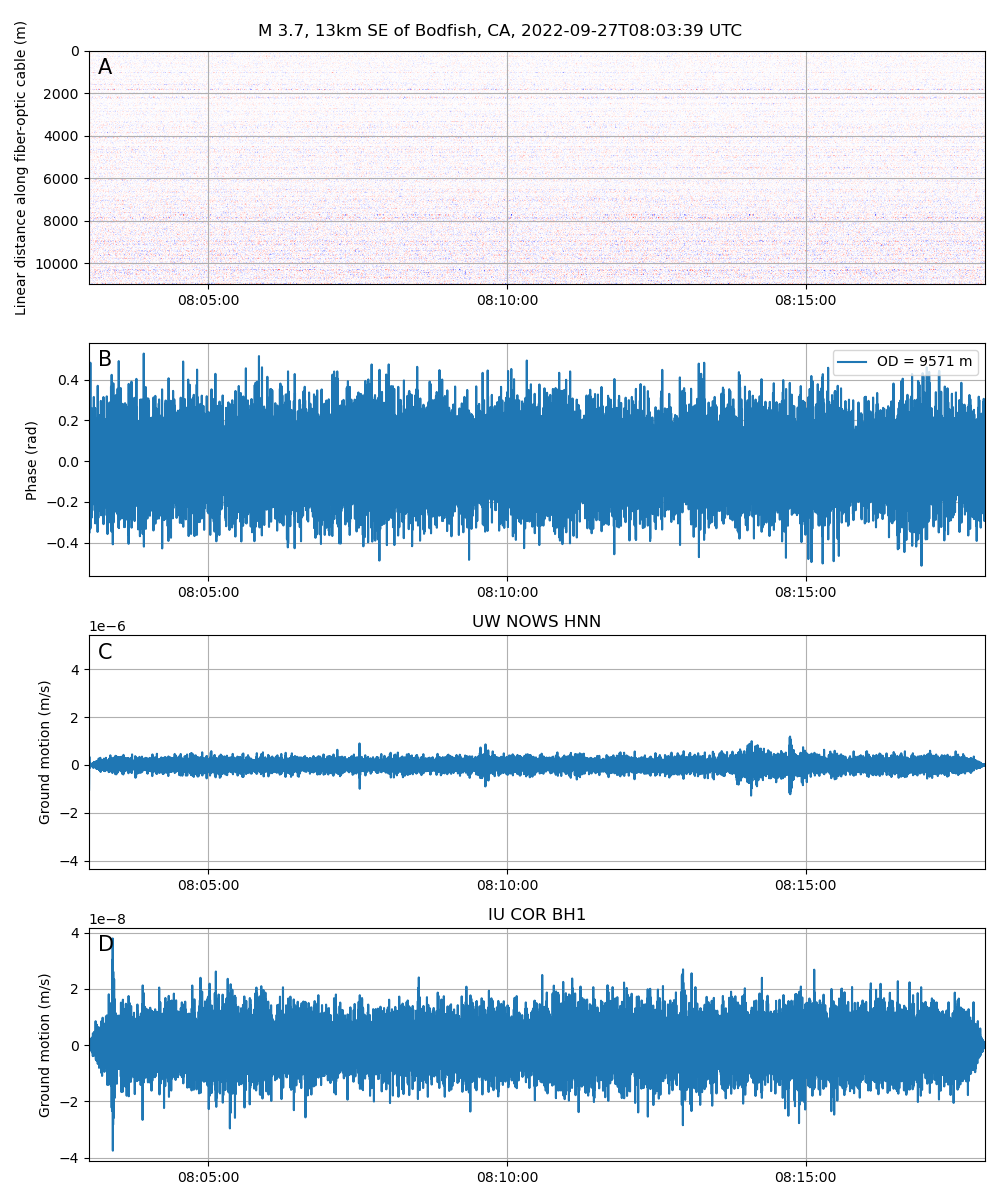 M 3.7, 13km SE of Bodfish, CA, 2022-09-27T08:03:39 UTC
A
Linear distance along fiber-optic cable (m)
0
2000
4000
6000
8000
10000
08:05:00 08:10:00 08:15:00
B
OD = 9571 m
Phase (rad)
0.4
0.2
0.0
−0.2
−0.4
08:05:00 08:10:00 08:15:00
UW NOWS HNN
1e−6
C
Ground motion (m/s)
4
2
0
−2
−4
08:05:00 08:10:00 08:15:00
IU COR BH1
1e−8
D
Ground motion (m/s)
4
2
0
−2
−4
08:05:00 08:10:00 08:15:00